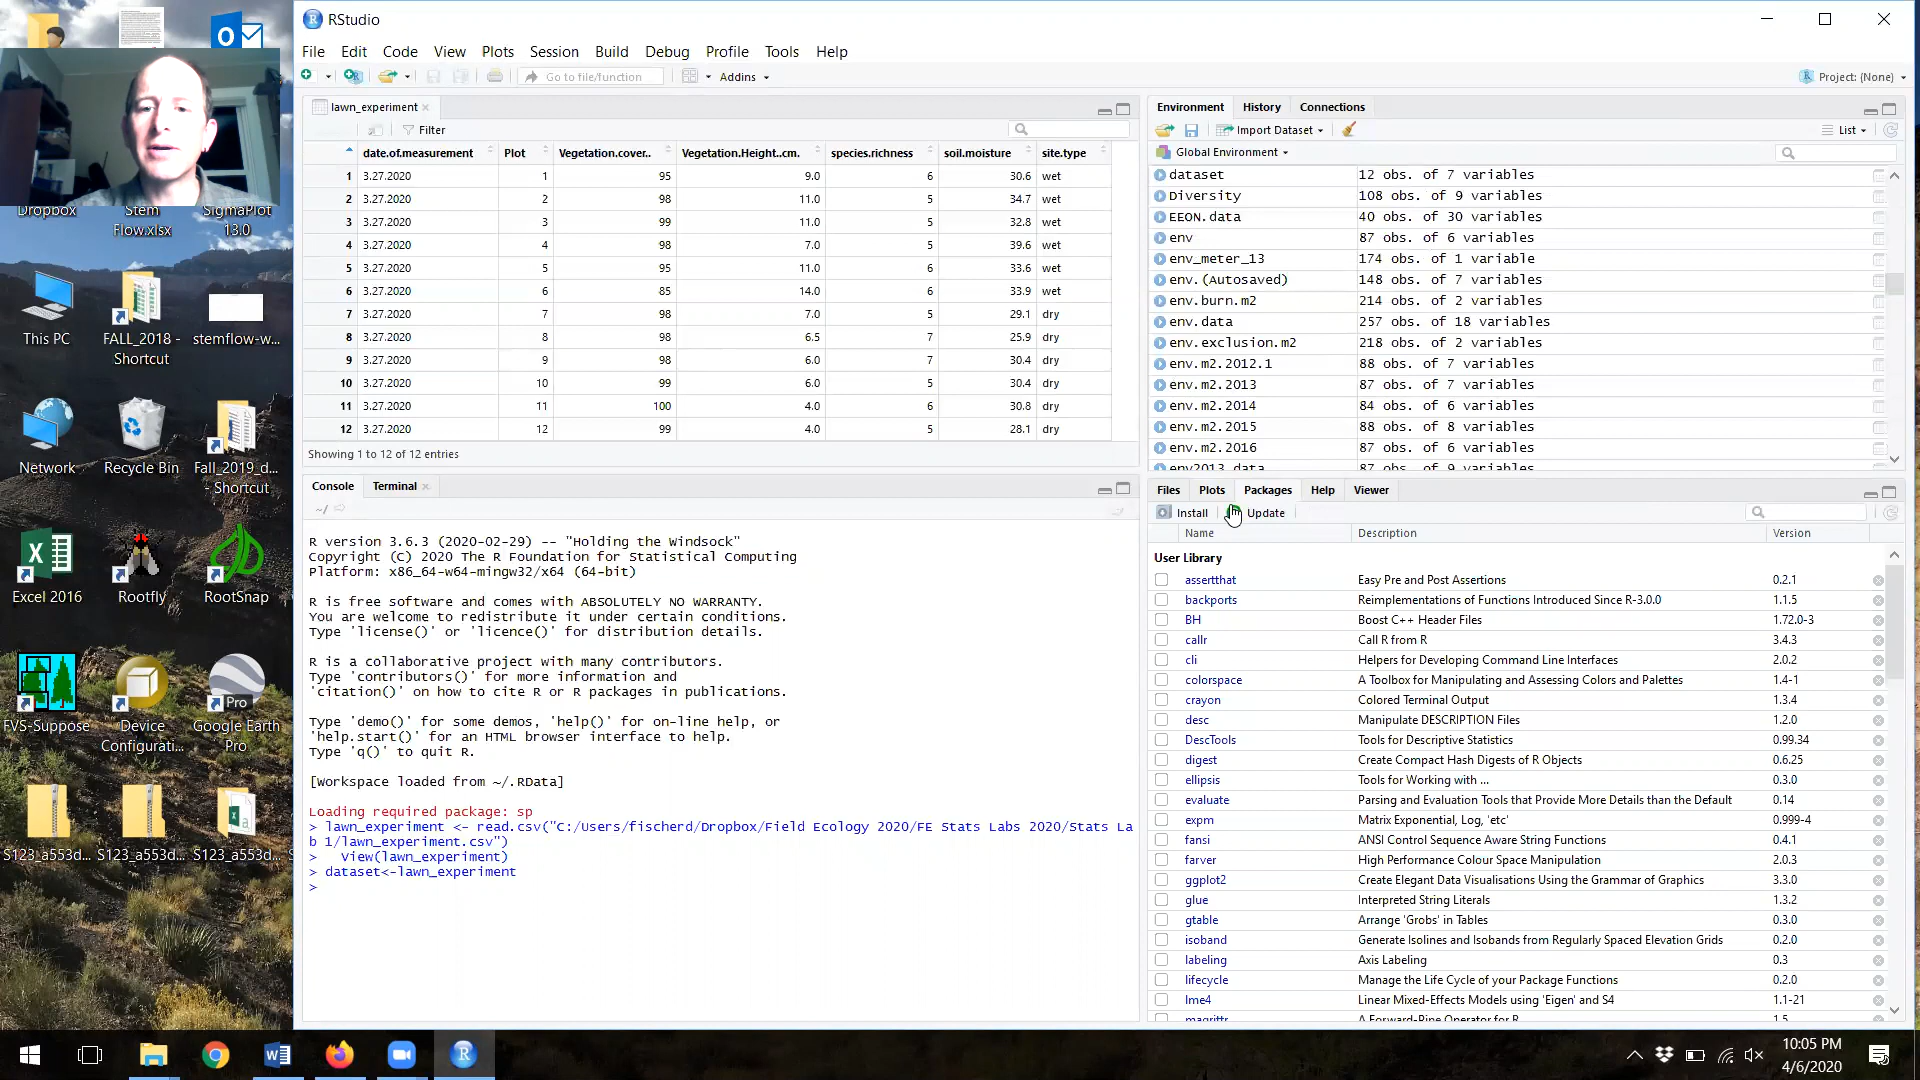 RStudio
File Edit Code View Plots Session Build Debug Profile Tools Help
Go to file/function Addins Project: (None)
lawn_experiment
Filter
date.of.measurement Plot Vegetation.cover.. Vegetation.Height..cm. species.richness soil.moisture site.type
1 3.27.2020 1 95 9.0 6 30.6 wet
2 3.27.2020 2 98 11.0 5 34.7 wet
3 3.27.2020 3 99 11.0 5 32.8 wet
4 3.27.2020 4 98 7.0 5 39.6 wet
5 3.27.2020 5 95 11.0 6 33.6 wet
6 3.27.2020 6 85 14.0 6 33.9 wet
7 3.27.2020 7 98 7.0 5 29.1 dry
8 3.27.2020 8 98 6.5 7 25.9 dry
9 3.27.2020 9 98 6.0 7 30.4 dry
10 3.27.2020 10 99 6.0 5 30.4 dry
11 3.27.2020 11 100 4.0 6 30.8 dry
12 3.27.2020 12 99 4.0 5 28.1 dry
Showing 1 to 12 of 12 entries
Console Terminal
~/
R version 3.6.3 (2020-02-29) -- "Holding the Windsock"
Copyright (C) 2020 The R Foundation for Statistical Computing
Platform: x86_64-w64-mingw32/x64 (64-bit)
R is free software and comes with ABSOLUTELY NO WARRANTY.
You are welcome to redistribute it under certain conditions.
Type 'license()' or 'licence()' for distribution details.
R is a collaborative project with many contributors.
Type 'contributors()' for more information and
'citation()' on how to cite R or R packages in publications.
Type 'demo()' for some demos, 'help()' for on-line help, or
'help.start()' for an HTML browser interface to help.
Type 'q()' to quit R.
[Workspace loaded from ~/.RData]
Loading required package: sp
> lawn_experiment <- read.csv("C:/Users/fischerd/Dropbox/Field Ecology 2020/FE Stats Labs 2020/Stats La
b 1/lawn_experiment.csv")
> View(lawn_experiment)
> dataset<-lawn_experiment
>
Environment History Connections
Import Dataset List
Global Environment
dataset 12 obs. of 7 variables
Diversity 108 obs. of 9 variables
EEON.data 40 obs. of 30 variables
env 87 obs. of 6 variables
env_meter_13 174 obs. of 1 variable
env.(Autosaved) 148 obs. of 7 variables
env.burn.m2 214 obs. of 2 variables
env.data 257 obs. of 18 variables
env.exclusion.m2 218 obs. of 2 variables
env.m2.2012.1 88 obs. of 7 variables
env.m2.2013 87 obs. of 7 variables
env.m2.2014 84 obs. of 6 variables
env.m2.2015 88 obs. of 8 variables
env.m2.2016 87 obs. of 6 variables
env2013.data 87 obs. of 9 variables
Files Plots Packages Help Viewer
Install Update
Name Description Version
User Library
assertthat Easy Pre and Post Assertions 0.2.1
backports Reimplementations of Functions Introduced Since R-3.0.0 1.1.5
BH Boost C++ Header Files 1.72.0-3
callr Call R from R 3.4.3
cli Helpers for Developing Command Line Interfaces 2.0.2
colorspace A Toolbox for Manipulating and Assessing Colors and Palettes 1.4-1
crayon Colored Terminal Output 1.3.4
desc Manipulate DESCRIPTION Files 1.2.0
DescTools Tools for Descriptive Statistics 0.99.34
digest Create Compact Hash Digests of R Objects 0.6.25
ellipsis Tools for Working with ... 0.3.0
evaluate Parsing and Evaluation Tools that Provide More Details than the Default 0.14
expm Matrix Exponential, Log, 'etc' 0.999-4
fansi ANSI Control Sequence Aware String Functions 0.4.1
farver High Performance Colour Space Manipulation 2.0.3
ggplot2 Create Elegant Data Visualisations Using the Grammar of Graphics 3.3.0
glue Interpreted String Literals 1.3.2
gtable Arrange 'Grobs' in Tables 0.3.0
isoband Generate Isolines and Isobands from Regularly Spaced Elevation Grids 0.2.0
labeling Axis Labeling 0.3
lifecycle Manage the Life Cycle of your Package Functions 0.2.0
lme4 Linear Mixed-Effects Models using 'Eigen' and S4 1.1-21
magrittr A Forward-Pipe Operator for R 1.5
Dropbox Stem Flow.xlsx SigmaPlot 13.0
This PC FALL_2018 - Shortcut stemflow-w...
Network Recycle Bin Fall_2019_d... - Shortcut
Excel 2016 Rootfly RootSnap
FVS-Suppose Device Configurati... Google Earth Pro
S123_a553d... S123_a553d... S123_a553d...
10:05 PM
4/6/2020